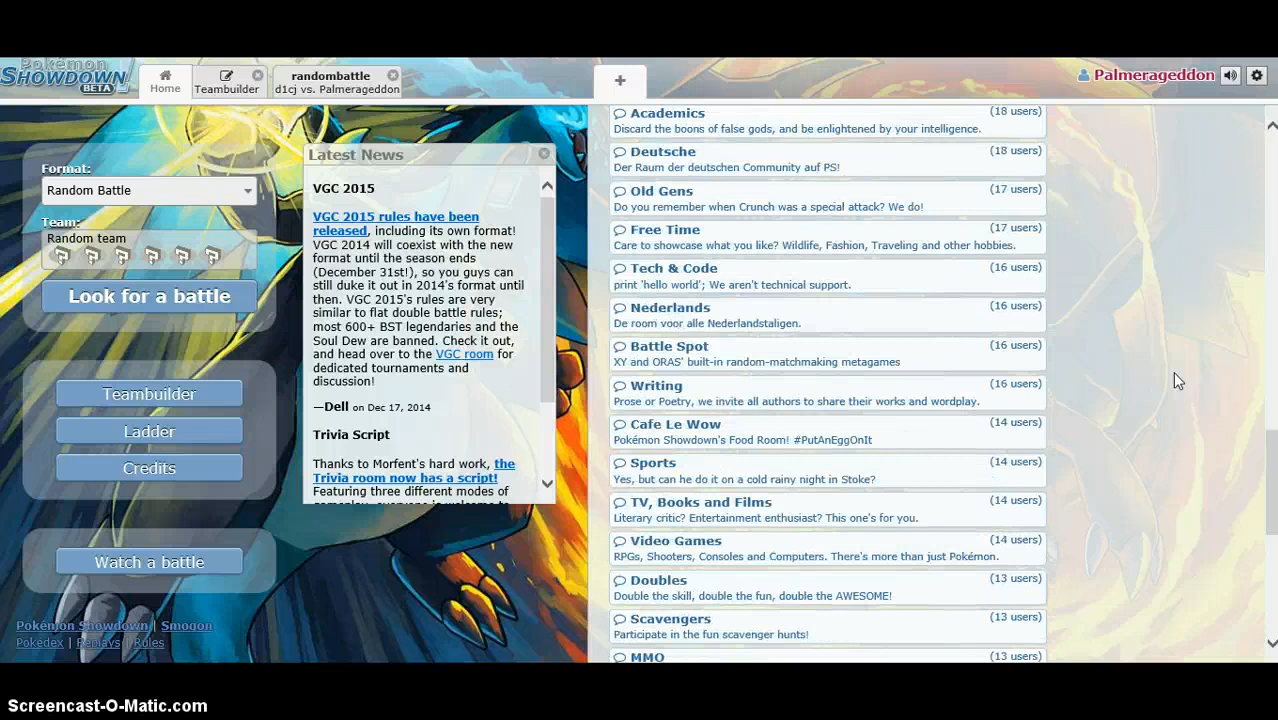 Pokémon
SHOWDOWN
BETA
Home
Teambuilder
randombattle
d1cj vs. Palmerageddon
+
Palmerageddon
Format:
Random Battle
Team:
Random team
Look for a battle
Teambuilder
Ladder
Credits
Watch a battle
Pokémon Showdown | Smogon
Pokedex | Replays | Rules
Latest News
VGC 2015
VGC 2015 rules have been
released, including its own format!
VGC 2014 will coexist with the new
format until the season ends
(December 31st!), so you guys can
still duke it out in 2014's format until
then. VGC 2015's rules are very
similar to flat double battle rules;
most 600+ BST legendaries and the
Soul Dew are banned. Check it out,
and head over to the VGC room for
dedicated tournaments and
discussion!
—Dell on Dec 17, 2014
Trivia Script
Thanks to Morfent's hard work, the
Trivia room now has a script!
Featuring three different modes of
Academics (18 users)
Discard the boons of false gods, and be enlightened by your intelligence.
Deutsche (18 users)
Der Raum der deutschen Community auf PS!
Old Gens (17 users)
Do you remember when Crunch was a special attack? We do!
Free Time (17 users)
Care to showcase what you like? Wildlife, Fashion, Traveling and other hobbies.
Tech & Code (16 users)
print 'hello world'; We aren't technical support.
Nederlands (16 users)
De room voor alle Nederlandstaligen.
Battle Spot (16 users)
XY and ORAS' built-in random-matchmaking metagames
Writing (16 users)
Prose or Poetry, we invite all authors to share their works and wordplay.
Cafe Le Wow (14 users)
Pokémon Showdown's Food Room! #PutAnEggOnIt
Sports (14 users)
Yes, but can he do it on a cold rainy night in Stoke?
TV, Books and Films (14 users)
Literary critic? Entertainment enthusiast? This one's for you.
Video Games (14 users)
RPGs, Shooters, Consoles and Computers. There's more than just Pokémon.
Doubles (13 users)
Double the skill, double the fun, double the AWESOME!
Scavengers (13 users)
Participate in the fun scavenger hunts!
MMO (13 users)
Screencast-O-Matic.com